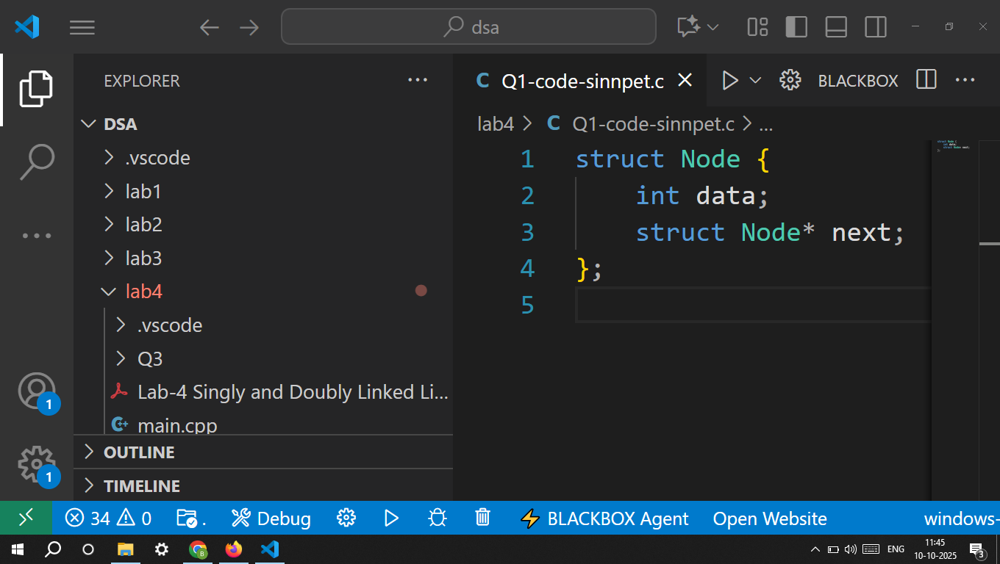 dsa
EXPLORER
DSA
.vscode
lab1
lab2
lab3
lab4
.vscode
Q3
Lab-4 Singly and Doubly Linked Li...
main.cpp
OUTLINE
TIMELINE
C Q1-code-sinnpet.c
BLACKBOX
lab4 > C Q1-code-sinnpet.c > ...
1 struct Node {
2 int data;
3 struct Node* next;
4 };
5
1
1
34 0 . Debug BLACKBOX Agent Open Website windows-
ENG
11:45
10-10-2025
3